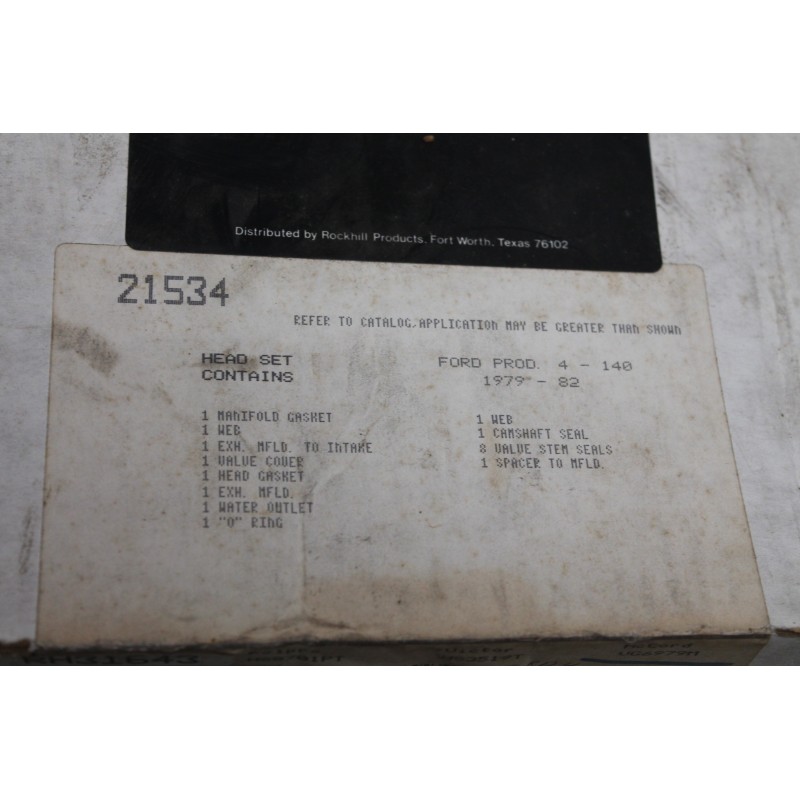 Distributed by Rockhill Products, Fort Worth, Texas 76102
21534
REFER TO CATALOG, APPLICATION MAY BE GREATER THAN SHOWN
HEAD SET
CONTAINS
FORD PROD. 4 - 140
1979 - 82
1 MANIFOLD GASKET
1 WEB
1 EXH. MFLD. TO INTAKE
1 VALVE COVER
1 HEAD GASKET
1 EXH. MFLD.
1 WATER OUTLET
1 "O" RING
1 WEB
1 CAMSHAFT SEAL
8 VALVE STEM SEALS
1 SPACER TO MFLD.
McCord